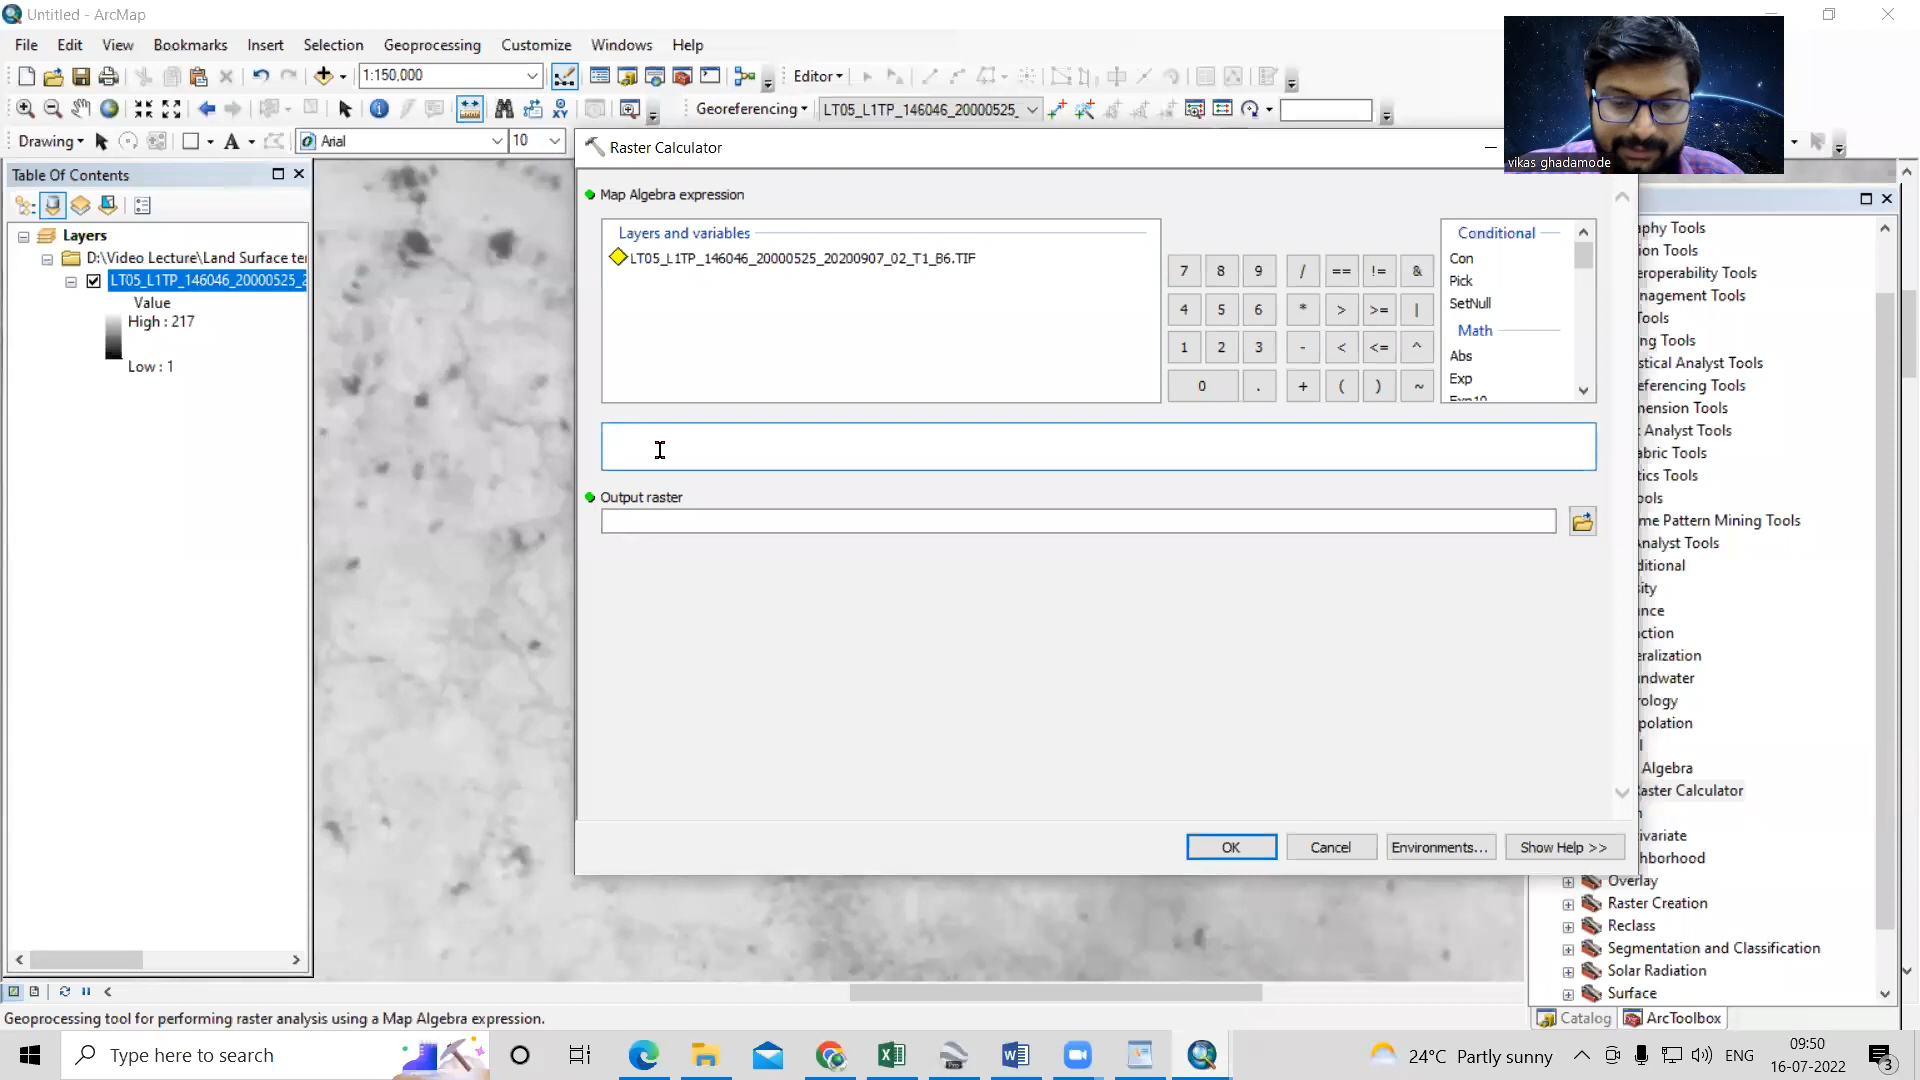 Untitled - ArcMap
File Edit View Bookmarks Insert Selection Geoprocessing Customize Windows Help
1:150,000
Editor
Georeferencing LT05_L1TP_146046_20000525_
Drawing A Arial 10
vikas ghadamode
Table Of Contents
Layers
D:\Video Lecture\Land Surface te
LT05_L1TP_146046_20000525_2
Value
High : 217
Low : 1
Raster Calculator
Map Algebra expression
Layers and variables
LT05_L1TP_146046_20000525_20200907_02_T1_B6.TIF
7 8 9 / == != &
4 5 6 * > >= |
1 2 3 - < <= ^
0 . + ( ) ~
Conditional
Con
Pick
SetNull
Math
Abs
Exp
Exp10
Output raster
OK Cancel Environments... Show Help >>
aphy Tools
ion Tools
eroperability Tools
nagement Tools
Tools
ng Tools
stical Analyst Tools
eferencing Tools
mension Tools
Analyst Tools
abric Tools
tics Tools
ols
me Pattern Mining Tools
nalyst Tools
ditional
ity
nce
ction
eralization
undwater
rology
polation
l
Algebra
aster Calculator
n
ivariate
hborhood
Overlay
Raster Creation
Reclass
Segmentation and Classification
Solar Radiation
Surface
Catalog ArcToolbox
Geoprocessing tool for performing raster analysis using a Map Algebra expression.
Type here to search
24°C Partly sunny ENG
09:50
16-07-2022
3